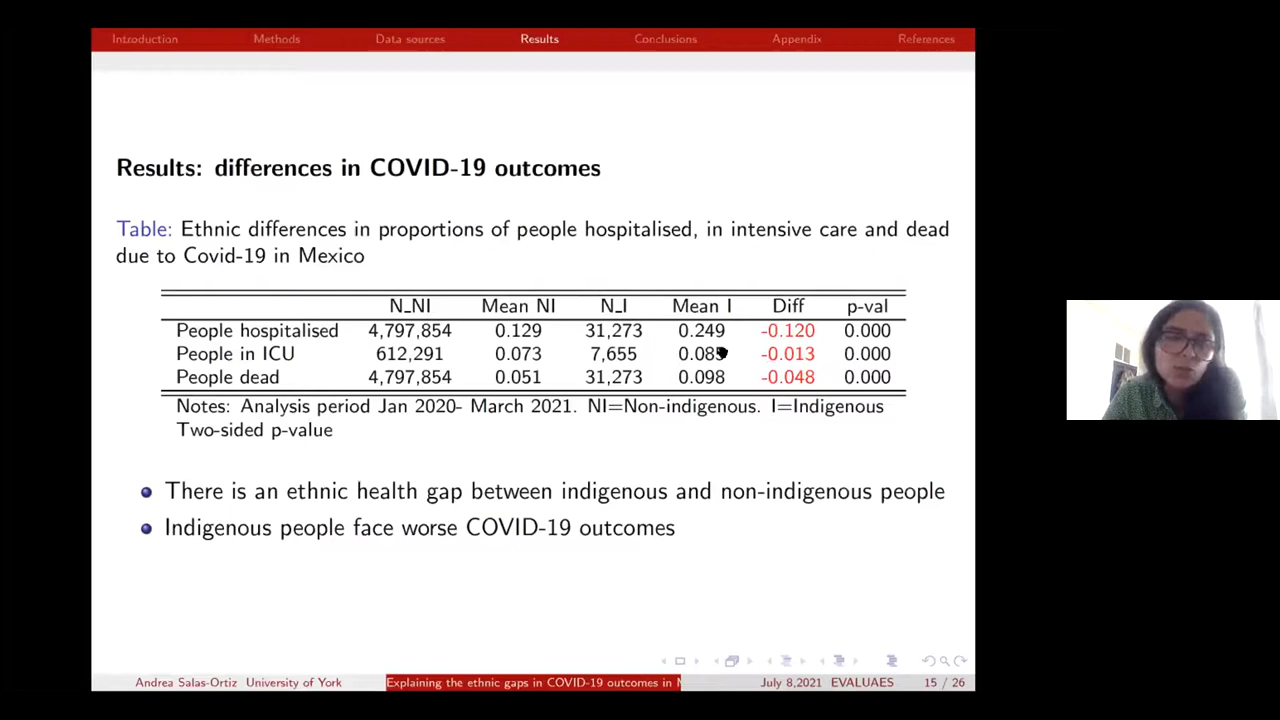 Introduction Methods Data sources Results Conclusions Appendix References
Results: differences in COVID-19 outcomes
Table: Ethnic differences in proportions of people hospitalised, in intensive care and dead
due to Covid-19 in Mexico
N_NI Mean NI N_I Mean I Diff p-val
People hospitalised 4,797,854 0.129 31,273 0.249 -0.120 0.000
People in ICU 612,291 0.073 7,655 -0.013 0.000
People dead 4,797,854 0.051 31,273 0.098 -0.048 0.000
Notes: Analysis period Jan 2020- March 2021. NI=Non-indigenous. I=Indigenous
Two-sided p-value
There is an ethnic health gap between indigenous and non-indigenous people
Indigenous people face worse COVID-19 outcomes
Andrea Salas-Ortiz University of York Explaining the ethnic gaps in COVID-19 outcomes in July 8,2021 EVALUAES 15 / 26